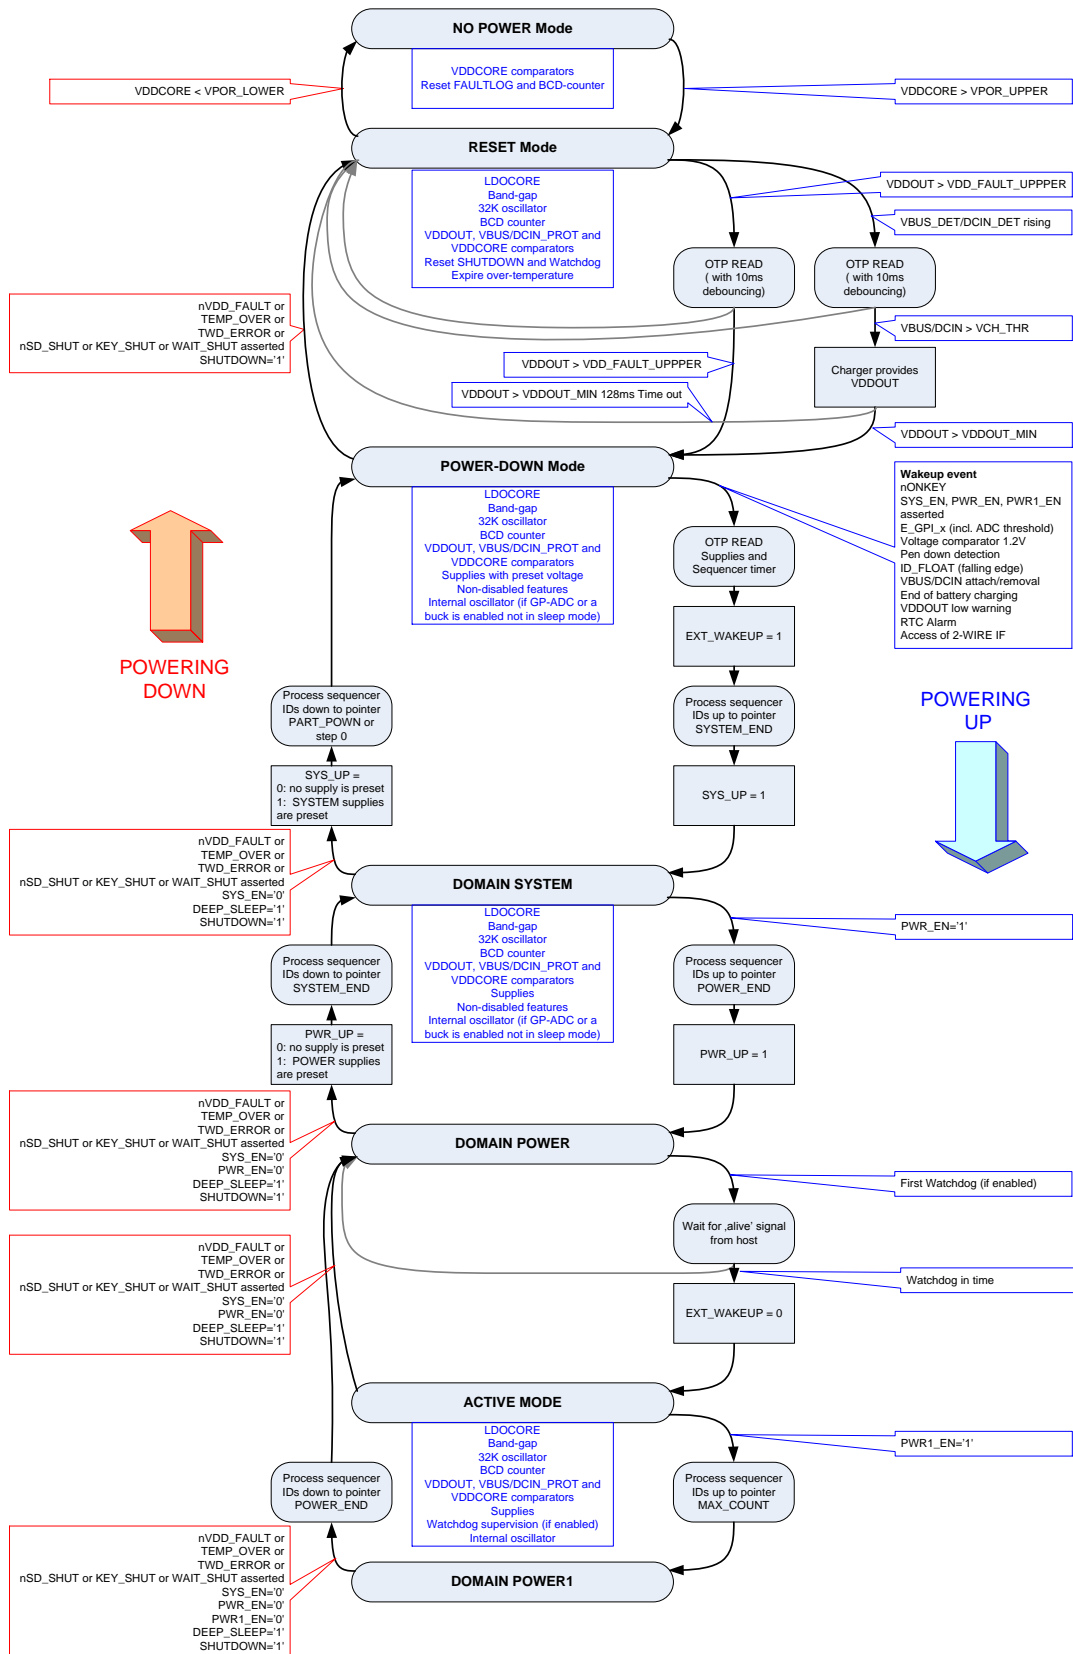 NO POWER Mode
VDDCORE comparators
Reset FAULTLOG and BCD-counter
VDDCORE < VPOR_LOWER
VDDCORE > VPOR_UPPER
RESET Mode
LDOCORE
Band-gap
32K oscillator
BCD counter
VDDOUT, VBUS/DCIN_PROT and
VDDCORE comparators
Reset SHUTDOWN and Watchdog
Expire over-temperature
VDDOUT > VDD_FAULT_UPPPER
VBUS_DET/DCIN_DET rising
OTP READ
( with 10ms
debouncing)
OTP READ
( with 10ms
debouncing)
nVDD_FAULT or
TEMP_OVER or
TWD_ERROR or
nSD_SHUT or KEY_SHUT or WAIT_SHUT asserted
SHUTDOWN='1'
VBUS/DCIN > VCH_THR
VDDOUT > VDD_FAULT_UPPPER
Charger provides
VDDOUT
VDDOUT > VDDOUT_MIN 128ms Time out
VDDOUT > VDDOUT_MIN
POWER-DOWN Mode
LDOCORE
Band-gap
32K oscillator
BCD counter
VDDOUT, VBUS/DCIN_PROT and
VDDCORE comparators
Supplies with preset voltage
Non-disabled features
Internal oscillator (if GP-ADC or a
buck is enabled not in sleep mode)
Wakeup event
nONKEY
SYS_EN, PWR_EN, PWR1_EN
asserted
E_GPI_x (incl. ADC threshold)
Voltage comparator 1.2V
Pen down detection
ID_FLOAT (falling edge)
VBUS/DCIN attach/removal
End of battery charging
VDDOUT low warning
RTC Alarm
Access of 2-WIRE IF
OTP READ
Supplies and
Sequencer timer
EXT_WAKEUP = 1
POWERING
DOWN
Process sequencer
IDs down to pointer
PART_POWN or
step 0
Process sequencer
IDs up to pointer
SYSTEM_END
POWERING
UP
SYS_UP =
0: no supply is preset
1: SYSTEM supplies
are preset
SYS_UP = 1
nVDD_FAULT or
TEMP_OVER or
TWD_ERROR or
nSD_SHUT or KEY_SHUT or WAIT_SHUT asserted
SYS_EN='0'
DEEP_SLEEP='1'
SHUTDOWN='1'
DOMAIN SYSTEM
LDOCORE
Band-gap
32K oscillator
BCD counter
VDDOUT, VBUS/DCIN_PROT and
VDDCORE comparators
Supplies
Non-disabled features
Internal oscillator (if GP-ADC or a
buck is enabled not in sleep mode)
PWR_EN='1'
Process sequencer
IDs down to pointer
SYSTEM_END
Process sequencer
IDs up to pointer
POWER_END
PWR_UP =
0: no supply is preset
1: POWER supplies
are preset
PWR_UP = 1
nVDD_FAULT or
TEMP_OVER or
TWD_ERROR or
nSD_SHUT or KEY_SHUT or WAIT_SHUT asserted
SYS_EN='0'
PWR_EN='0'
DEEP_SLEEP='1'
SHUTDOWN='1'
DOMAIN POWER
First Watchdog (if enabled)
Wait for ‚alive' signal
from host
nVDD_FAULT or
TEMP_OVER or
TWD_ERROR or
nSD_SHUT or KEY_SHUT or WAIT_SHUT asserted
SYS_EN='0'
PWR_EN='0'
DEEP_SLEEP='1'
SHUTDOWN='1'
Watchdog in time
EXT_WAKEUP = 0
ACTIVE MODE
LDOCORE
Band-gap
32K oscillator
BCD counter
VDDOUT, VBUS/DCIN_PROT and
VDDCORE comparators
Supplies
Watchdog supervision (if enabled)
Internal oscillator
PWR1_EN='1'
Process sequencer
IDs down to pointer
POWER_END
Process sequencer
IDs up to pointer
MAX_COUNT
nVDD_FAULT or
TEMP_OVER or
TWD_ERROR or
nSD_SHUT or KEY_SHUT or WAIT_SHUT asserted
SYS_EN='0'
PWR_EN='0'
PWR1_EN='0'
DEEP_SLEEP='1'
SHUTDOWN='1'
DOMAIN POWER1